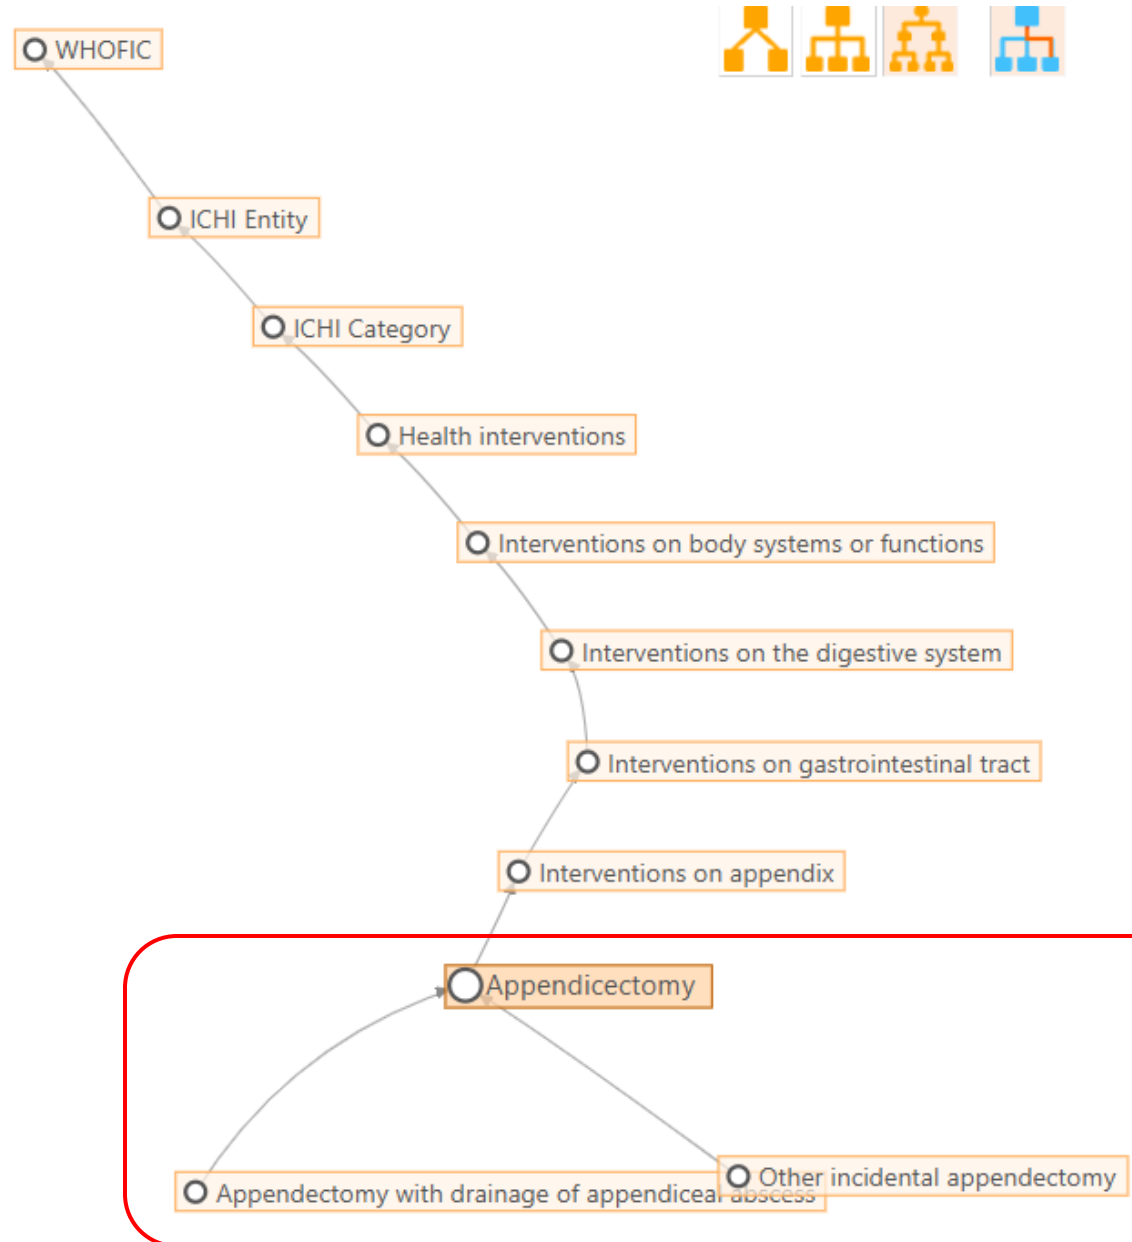 WHOFIC
ICHI Entity
ICHI Category
Health interventions
Interventions on body systems or functions
Interventions on the digestive system
Interventions on gastrointestinal tract
Interventions on appendix
Appendicectomy
Other incidental appendectomy
Appendectomy with drainage of appendiceal abscess